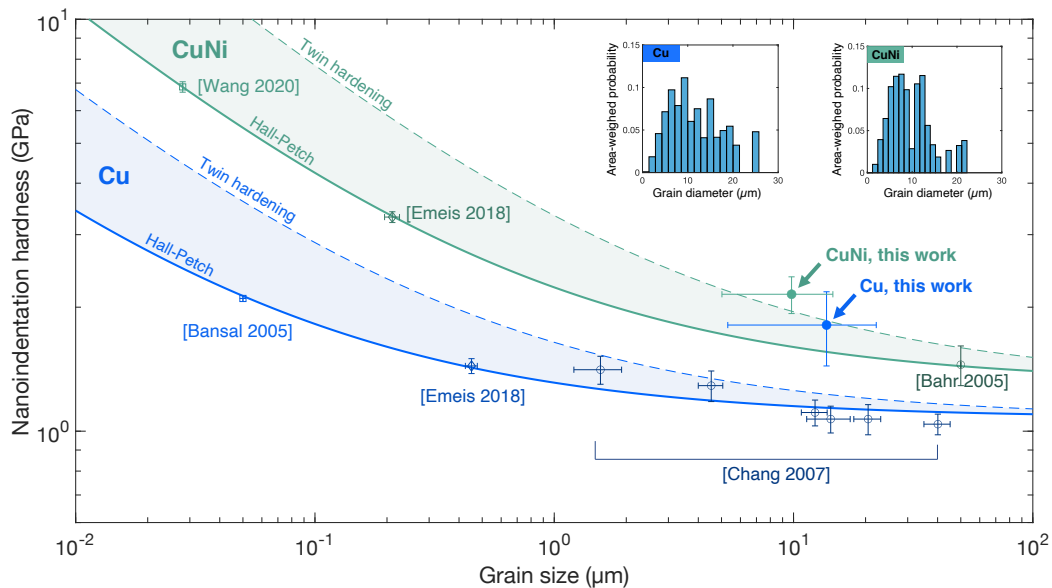 Nanoindentation hardness (GPa)
10¹
10⁰
CuNi
[Wang 2020]
Twin hardening
Hall-Petch
[Emeis 2018]
Cu
Twin hardening
Hall-Petch
[Bansal 2005]
[Emeis 2018]
[Chang 2007]
CuNi, this work
Cu, this work
[Bahr 2005]
10⁻²
10⁻¹
10⁰
10¹
10²
Grain size (μm)
Area-weighed probability
0.15
0.1
0.05
0
Cu
0
10
20
30
Grain diameter (μm)
Area-weighed probability
0.15
0.1
0.05
0
CuNi
0
10
20
30
Grain diameter (μm)